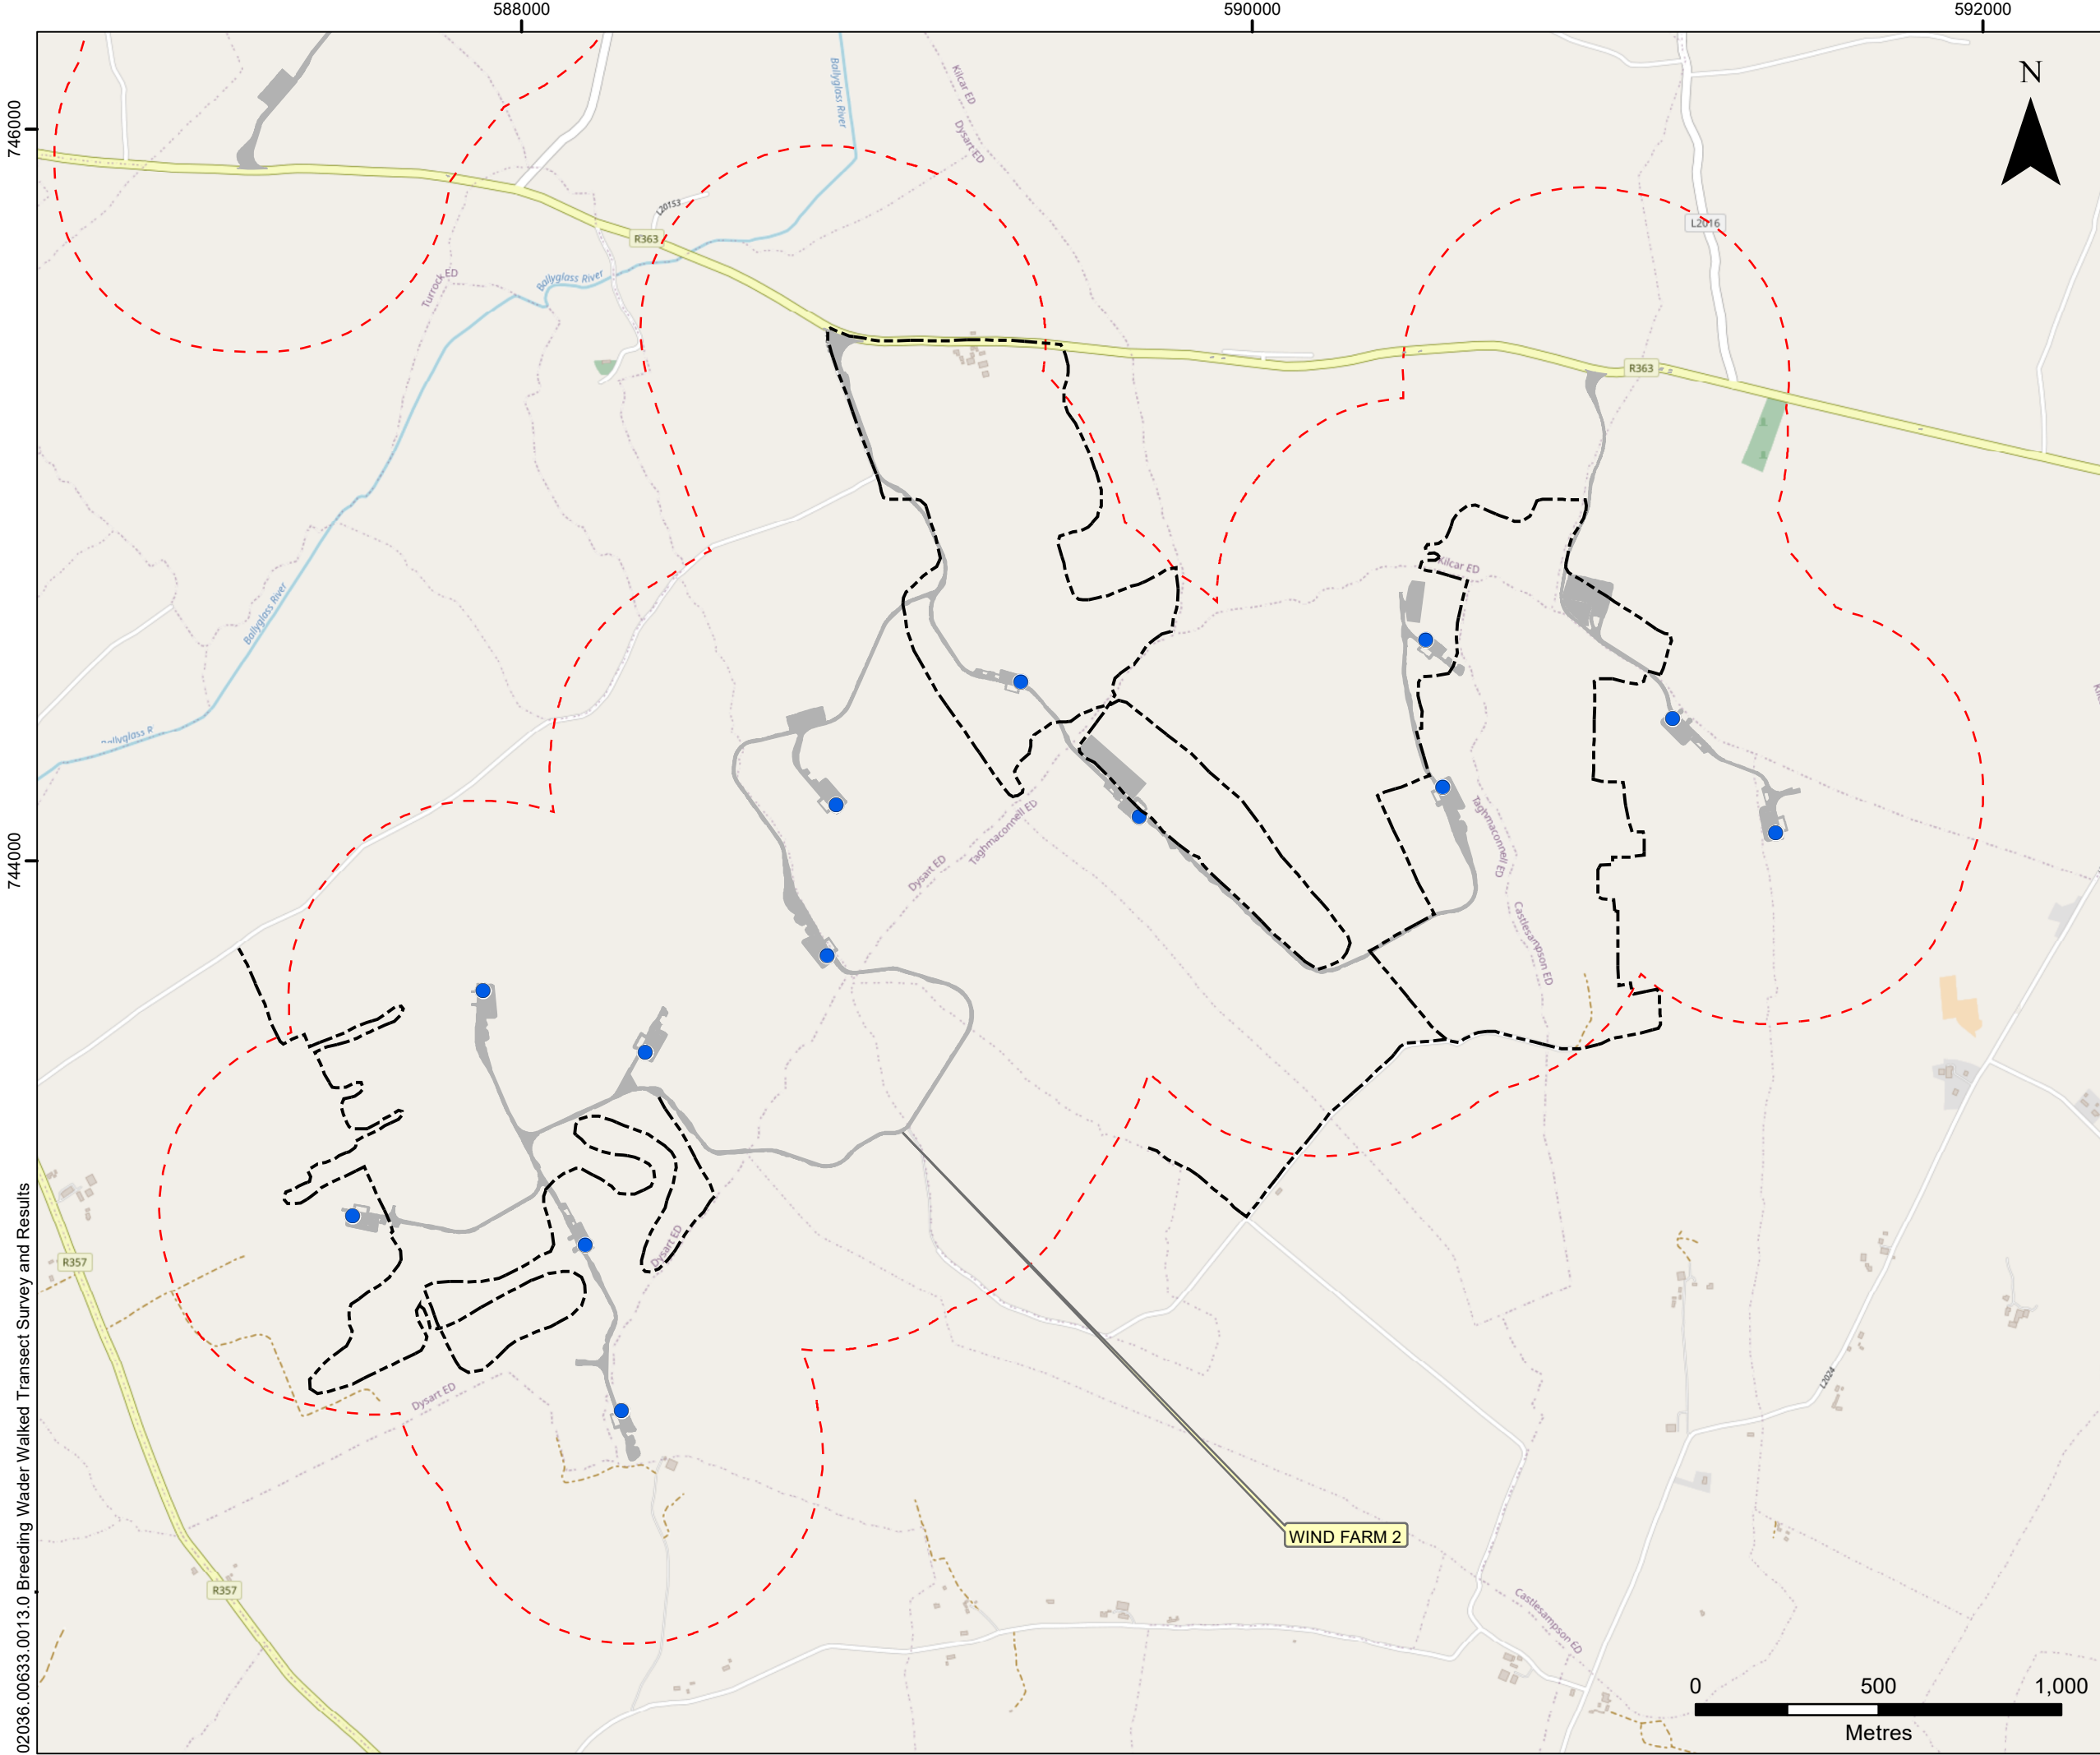 588000
590000
592000
746000
744000
N
Ballyglass River
Kilcar ED
Dysart ED
L20153
R363
L2016
Turrock ED
Ballyglass River
R363
Kilcar ED
Ballyglass River
Ballyglass R
Taghmaconnell ED
Dysart ED
Taghmaconnell ED
Castlesampson ED
Dysart ED
R357
Dysart ED
L2024
WIND FARM 2
R357
Castlesampson ED
0 500 1,000
Metres
02036.00633.0013.0 Breeding Wader Walked Transect Survey and Results